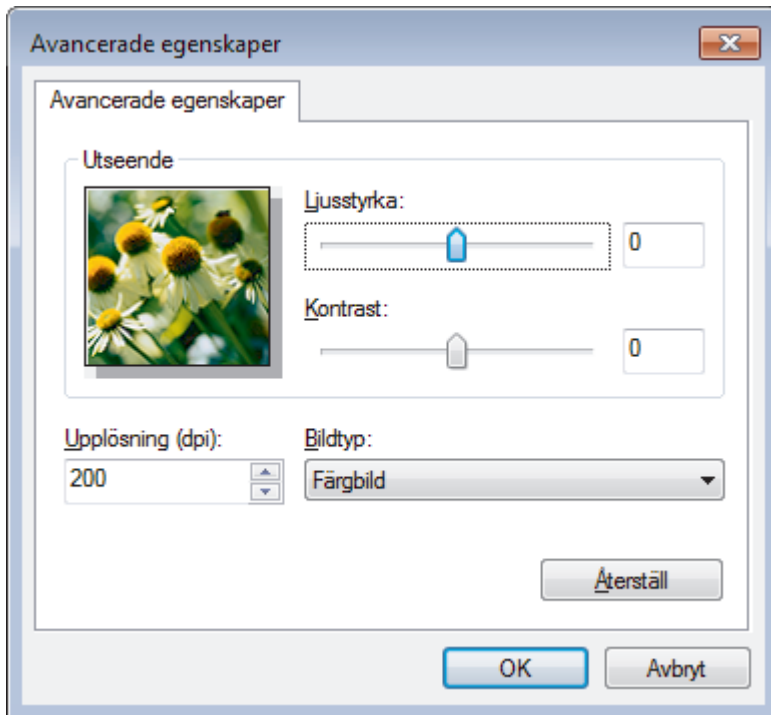 Avancerade egenskaper
Avancerade egenskaper
Utseende
Ljusstyrka:
0
Kontrast:
0
Upplösning (dpi):
Bildtyp:
200
Färgbild
Återställ
OK
Avbryt